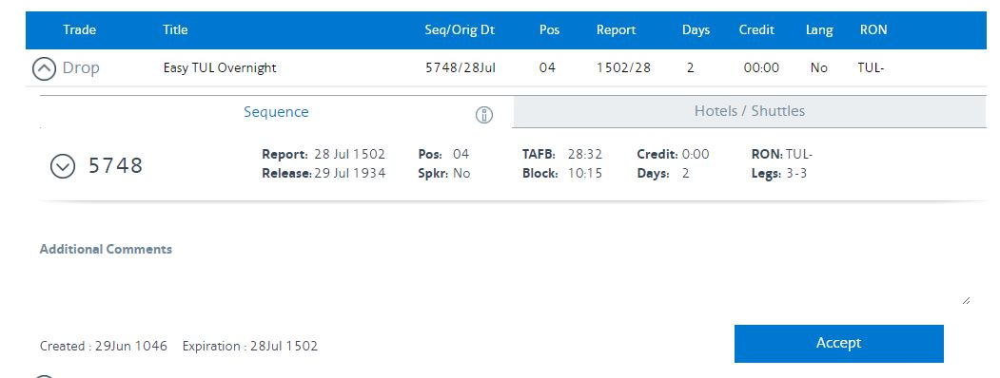 Trade Title Seq/Orig Dt Pos Report Days Credit Lang RON
Drop Easy TUL Overnight 5748/28Jul 04 1502/28 2 00:00 No TUL-
Sequence Hotels / Shuttles
5748 Report: 28 Jul 1502 Pos: 04 TAFB: 28:32 Credit: 0:00 RON: TUL-
Release: 29 Jul 1934 Spkr: No Block: 10:15 Days: 2 Legs: 3-3
Additional Comments
Created : 29Jun 1046 Expiration : 28Jul 1502 Accept